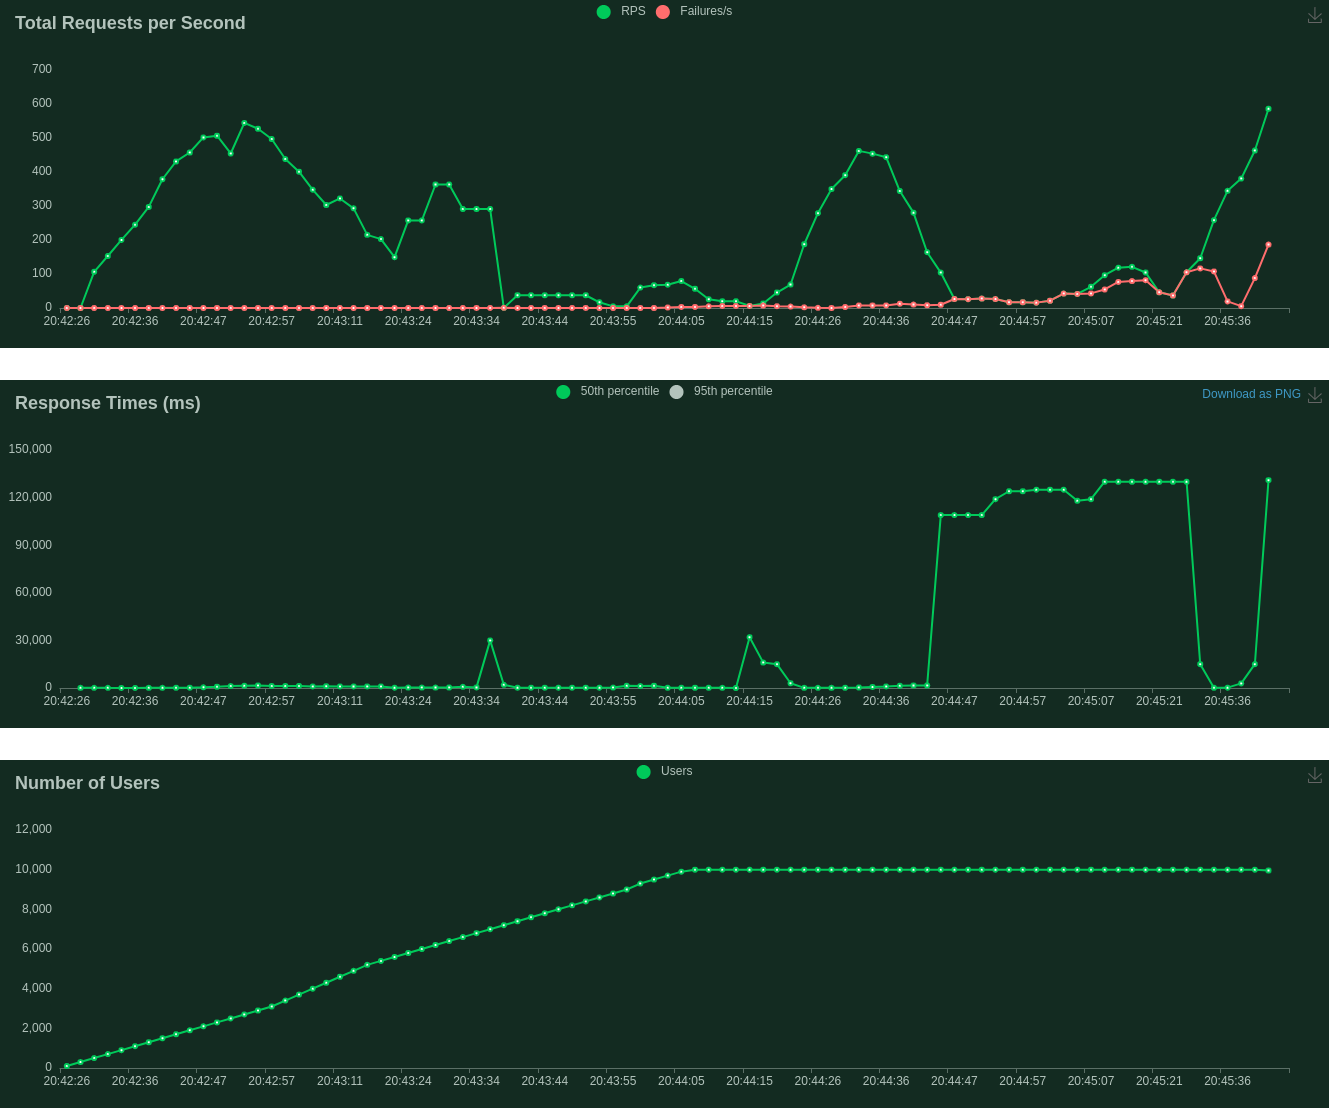 Total Requests per Second
RPS Failures/s
700
600
500
400
300
200
100
0
20:42:26 20:42:36 20:42:47 20:42:57 20:43:11 20:43:24 20:43:34 20:43:44 20:43:55 20:44:05 20:44:15 20:44:26 20:44:36 20:44:47 20:44:57 20:45:07 20:45:21 20:45:36
Response Times (ms)
50th percentile 95th percentile
Download as PNG
150,000
120,000
90,000
60,000
30,000
0
20:42:26 20:42:36 20:42:47 20:42:57 20:43:11 20:43:24 20:43:34 20:43:44 20:43:55 20:44:05 20:44:15 20:44:26 20:44:36 20:44:47 20:44:57 20:45:07 20:45:21 20:45:36
Number of Users
Users
12,000
10,000
8,000
6,000
4,000
2,000
0
20:42:26 20:42:36 20:42:47 20:42:57 20:43:11 20:43:24 20:43:34 20:43:44 20:43:55 20:44:05 20:44:15 20:44:26 20:44:36 20:44:47 20:44:57 20:45:07 20:45:21 20:45:36